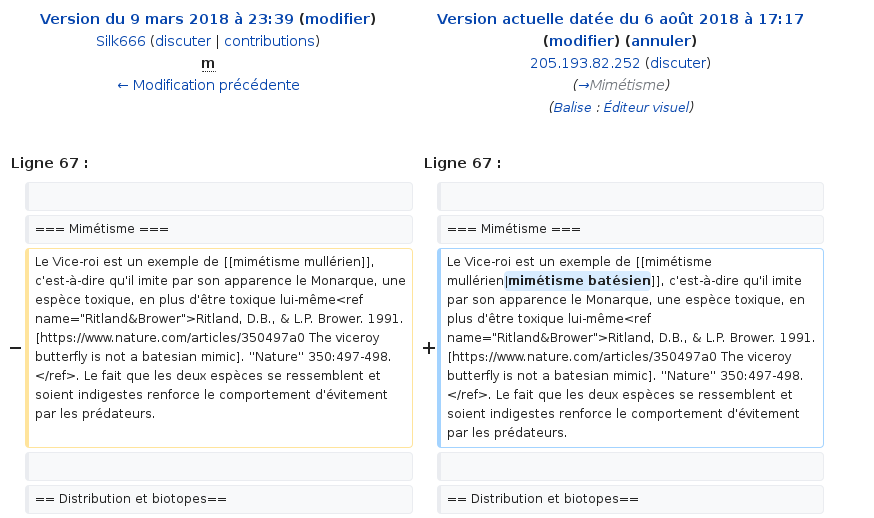 Version du 9 mars 2018 à 23:39 (modifier)
Silk666 (discuter | contributions)
m
← Modification précédente
Version actuelle datée du 6 août 2018 à 17:17
(modifier) (annuler)
205.193.82.252 (discuter)
(→Mimétisme)
(Balise : Éditeur visuel)
Ligne 67 :
Ligne 67 :
=== Mimétisme ===
=== Mimétisme ===
−
Le Vice-roi est un exemple de [[mimétisme mullérien]],
c'est-à-dire qu'il imite par son apparence le Monarque, une
espèce toxique, en plus d'être toxique lui-même<ref
name="Ritland&Brower">Ritland, D.B., & L.P. Brower. 1991.
[https://www.nature.com/articles/350497a0 The viceroy
butterfly is not a batesian mimic]. ''Nature'' 350:497-498.
</ref>. Le fait que les deux espèces se ressemblent et
soient indigestes renforce le comportement d'évitement
par les prédateurs.
+
Le Vice-roi est un exemple de [[mimétisme
mullérien|mimétisme batésien]], c'est-à-dire qu'il imite
par son apparence le Monarque, une espèce toxique, en
plus d'être toxique lui-même<ref
name="Ritland&Brower">Ritland, D.B., & L.P. Brower. 1991.
[https://www.nature.com/articles/350497a0 The viceroy
butterfly is not a batesian mimic]. ''Nature'' 350:497-498.
</ref>. Le fait que les deux espèces se ressemblent et
soient indigestes renforce le comportement d'évitement
par les prédateurs.
== Distribution et biotopes==
== Distribution et biotopes==